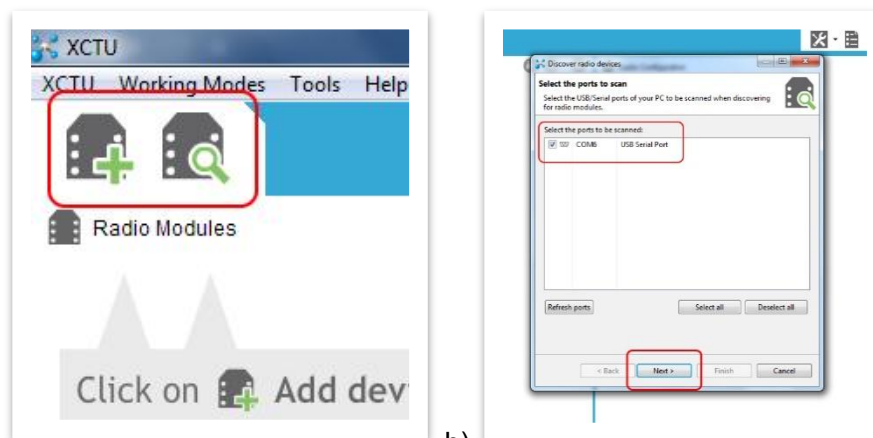 XCTU
XCTU Working Modes Tools Help
Radio Modules
Click on Add dev
b)
Discover radio devices
Select the ports to scan
Select the USB/Serial ports of your PC to be scanned when discovering
for radio modules.
Select the ports to be scanned:
COM6 USB Serial Port
Refresh ports Select all Deselect all
< Back Next > Finish Cancel